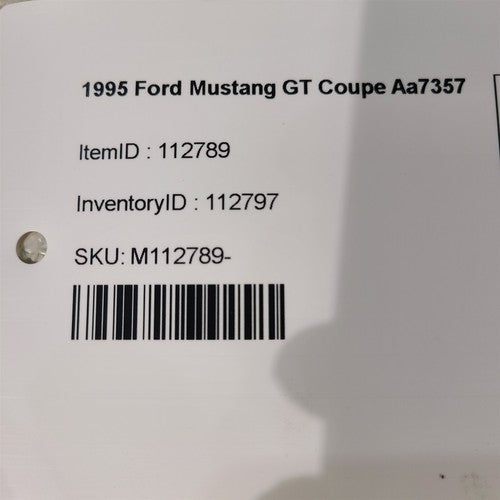 1995 Ford Mustang GT Coupe Aa7357
ItemID : 112789
InventoryID : 112797
SKU: M112789-